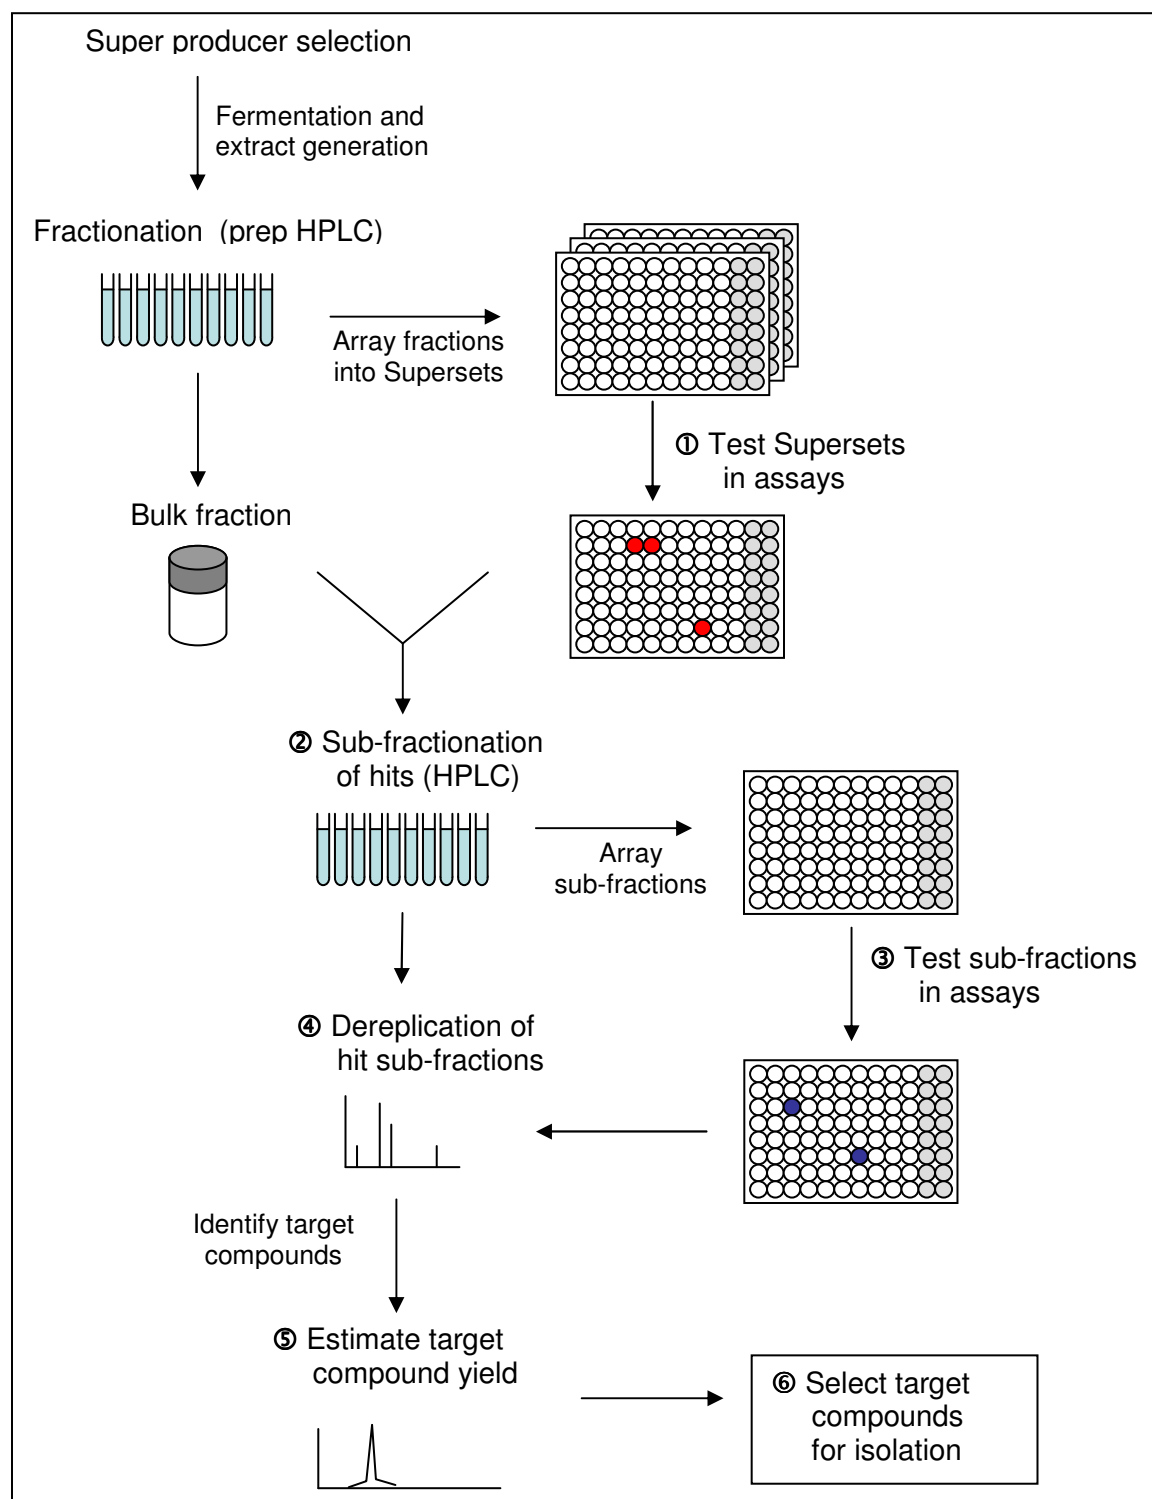 Super producer selection
Fermentation and
extract generation
Fractionation (prep HPLC)
Array fractions
into Supersets
① Test Supersets
in assays
Bulk fraction
② Sub-fractionation
of hits (HPLC)
Array
sub-fractions
③ Test sub-fractions
in assays
④ Dereplication of
hit sub-fractions
Identify target
compounds
⑤ Estimate target
compound yield
⑥ Select target
compounds
for isolation